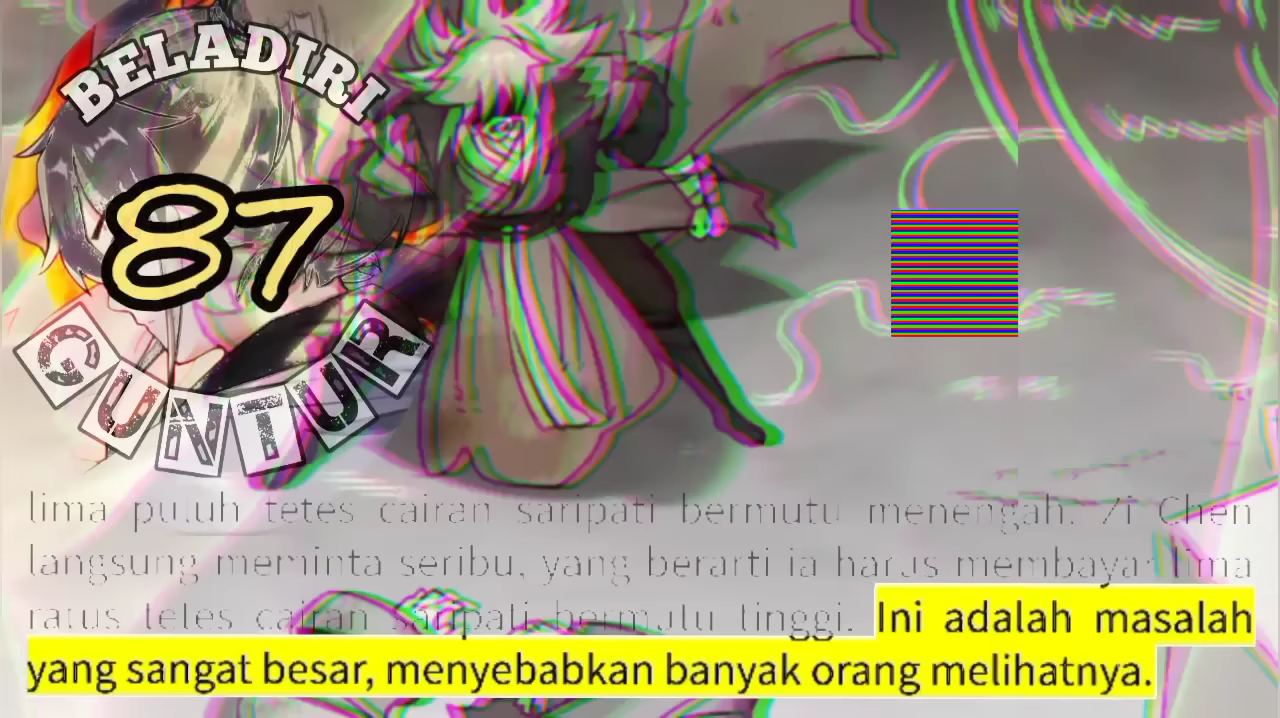 BELADIRI
87
GUNTUR
lima puluh tetes cairan saripati bermutu menengah. Zi Chen
langsung meminta seribu, yang berarti ia harus membayar lima
ratus tetes cairan saripati bermutu tinggi. Ini adalah masalah
yang sangat besar, menyebabkan banyak orang melihatnya.